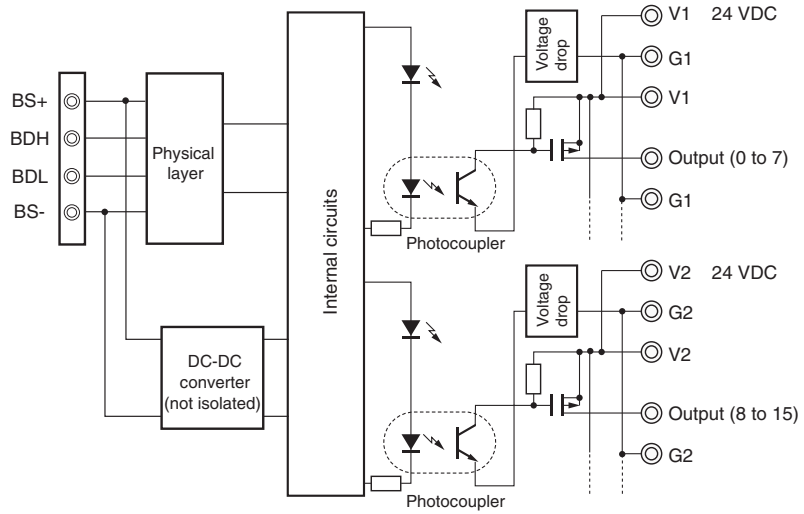 BS+
BDH
BDL
BS-
Physical
layer
DC-DC
converter
(not isolated)
Internal circuits
Photocoupler
Voltage
drop
V1 24 VDC
G1
V1
Output (0 to 7)
G1
Photocoupler
Voltage
drop
V2 24 VDC
G2
V2
Output (8 to 15)
G2